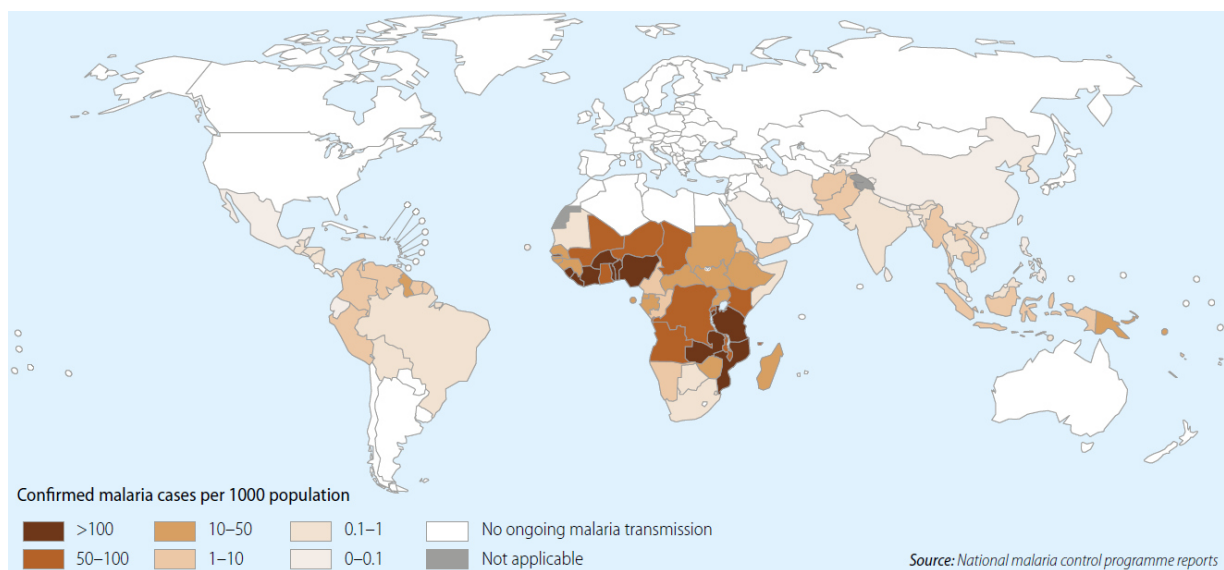 Confirmed malaria cases per 1000 population
>100
10–50
0.1–1
No ongoing malaria transmission
50–100
1–10
0–0.1
Not applicable
Source: National malaria control programme reports